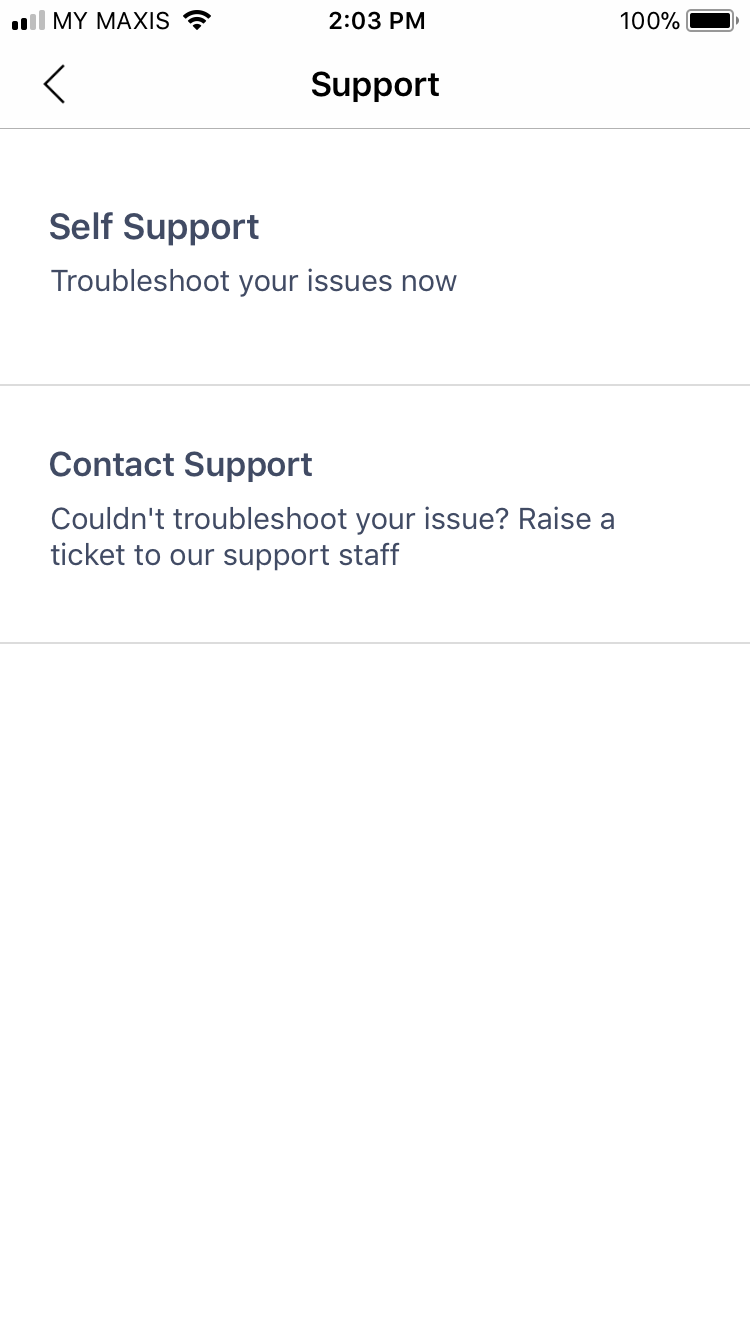 MY MAXIS 2:03 PM 100%
Support
Self Support
Troubleshoot your issues now
Contact Support
Couldn't troubleshoot your issue? Raise a
ticket to our support staff